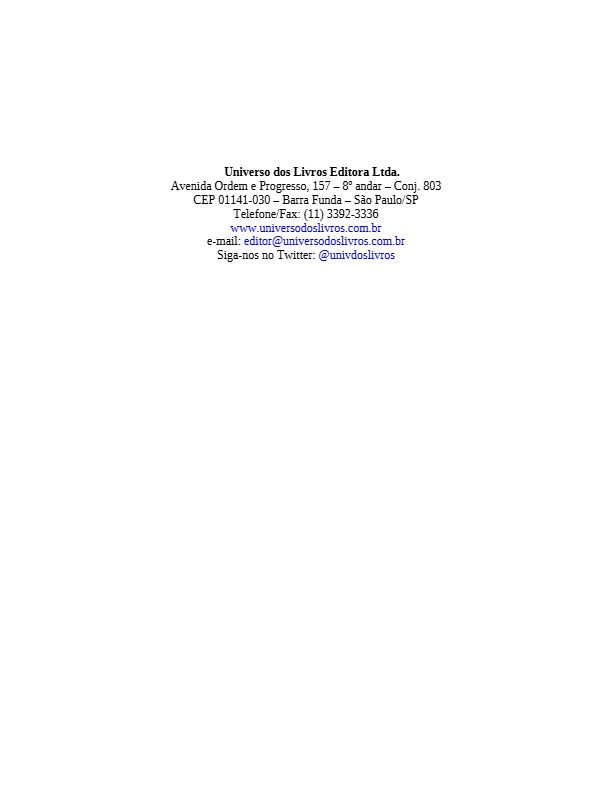 Universo dos Livros Editora Ltda.
Avenida Ordem e Progresso, 157 – 8º andar – Conj. 803
CEP 01141-030 – Barra Funda – São Paulo/SP
Telefone/Fax: (11) 3392-3336
www.universodoslivros.com.br
e-mail: editor@universodoslivros.com.br
Siga-nos no Twitter: @univdoslivros